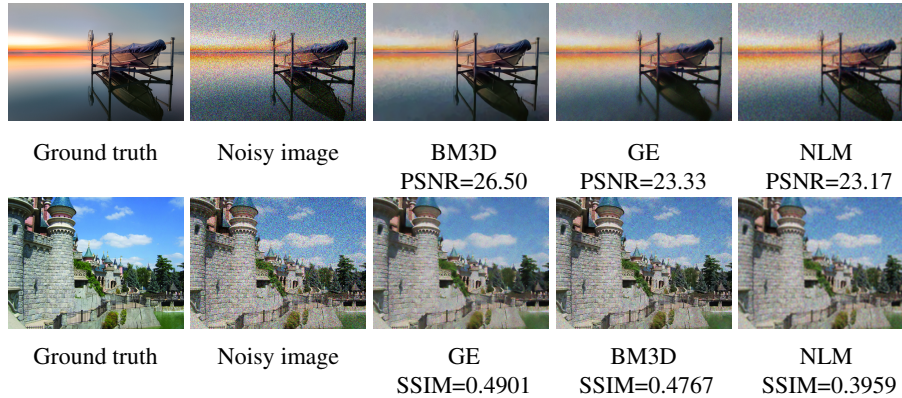 Ground truth Noisy image BM3D GE NLM
PSNR=26.50 PSNR=23.33 PSNR=23.17
Ground truth Noisy image GE BM3D NLM
SSIM=0.4901 SSIM=0.4767 SSIM=0.3959